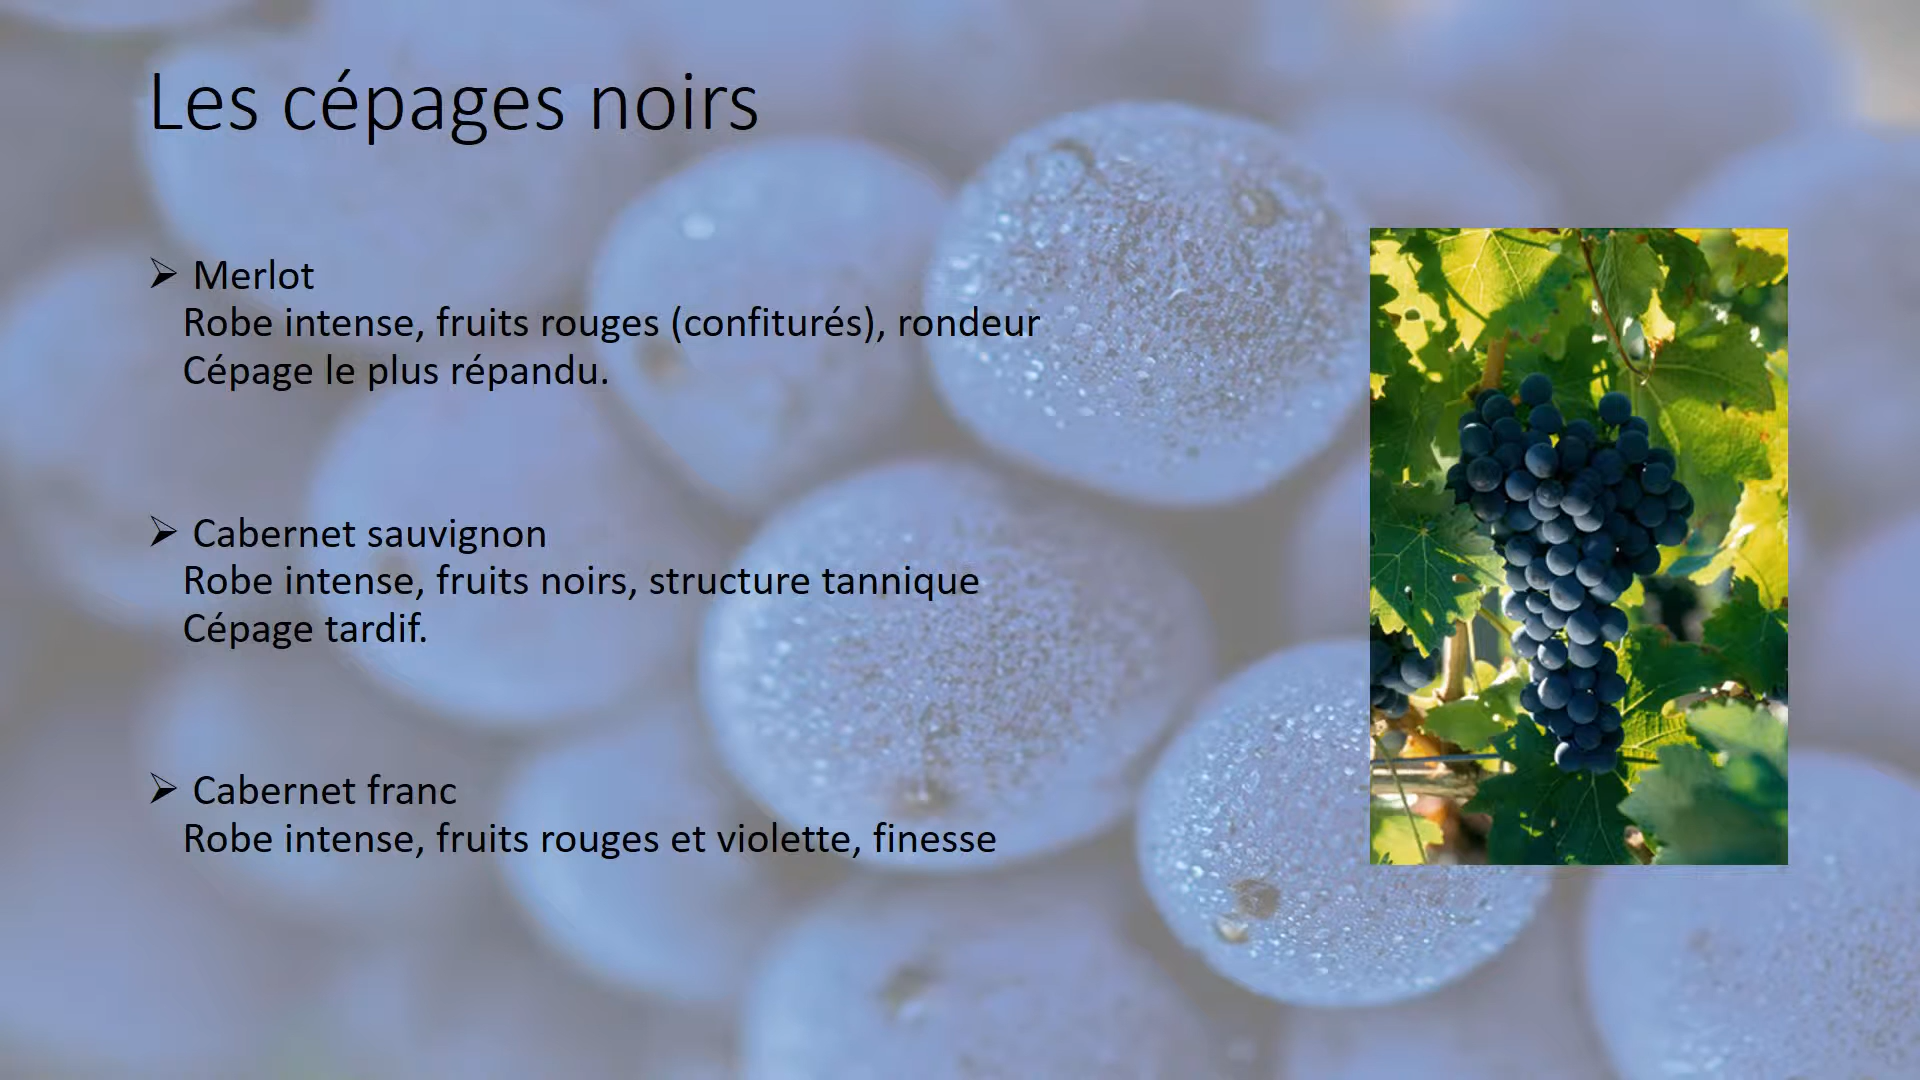 Les cépages noirs
➢ Merlot
Robe intense, fruits rouges (confiturés), rondeur
Cépage le plus répandu.
➢ Cabernet sauvignon
Robe intense, fruits noirs, structure tannique
Cépage tardif.
➢ Cabernet franc
Robe intense, fruits rouges et violette, finesse